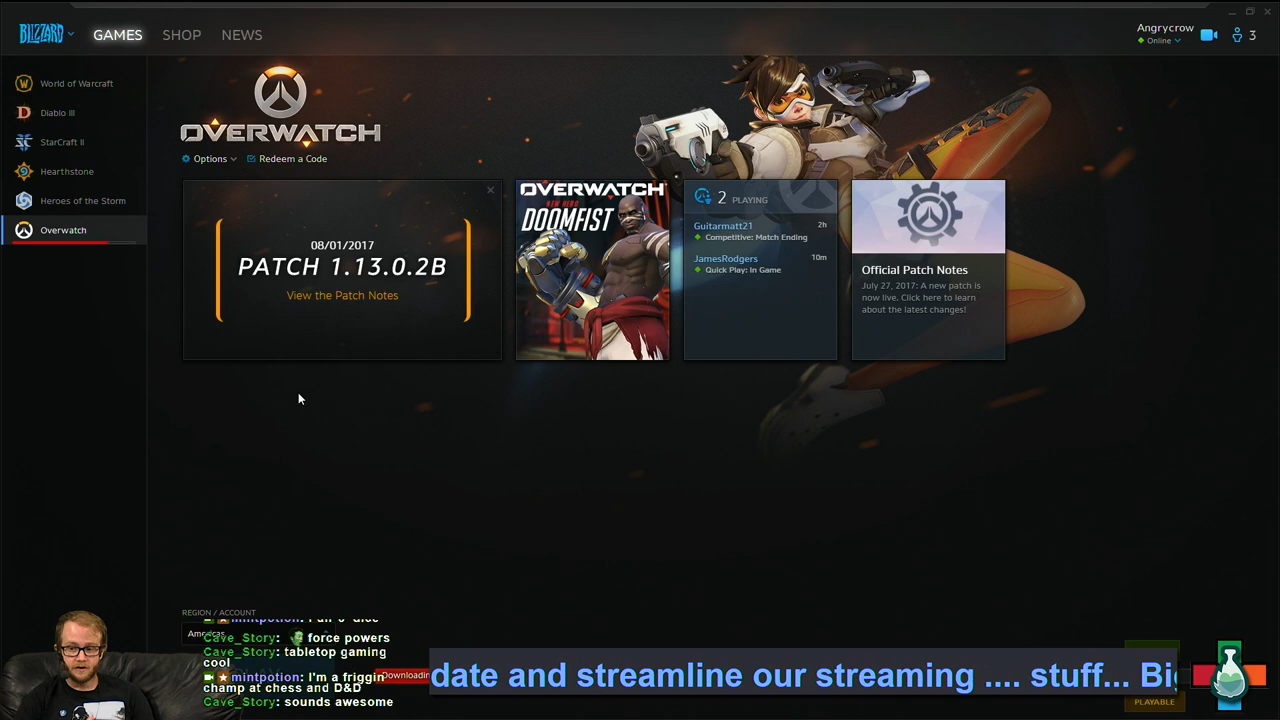 BLIZZARD
GAMES
SHOP
NEWS
Angrycrow
Online
3
World of Warcraft
Diablo III
StarCraft II
Hearthstone
Heroes of the Storm
Overwatch
OVERWATCH
Options
Redeem a Code
08/01/2017
PATCH 1.13.0.2B
View the Patch Notes
OVERWATCH
NEW HERO
DOOMFIST
2 PLAYING
Guitarmatt21 2h
Competitive: Match Ending
JamesRodgers 10m
Quick Play: In Game
Official Patch Notes
July 27, 2017: A new patch is
now live. Click here to learn
about the latest changes!
REGION / ACCOUNT
mintpotion:
Cave_Story: force powers
Cave_Story: tabletop gaming
cool
mintpotion: I'm a friggin
champ at chess and D&D
Cave_Story: sounds awesome
Downloadin
date and streamline our streaming .... stuff... Big
PLAYABLE